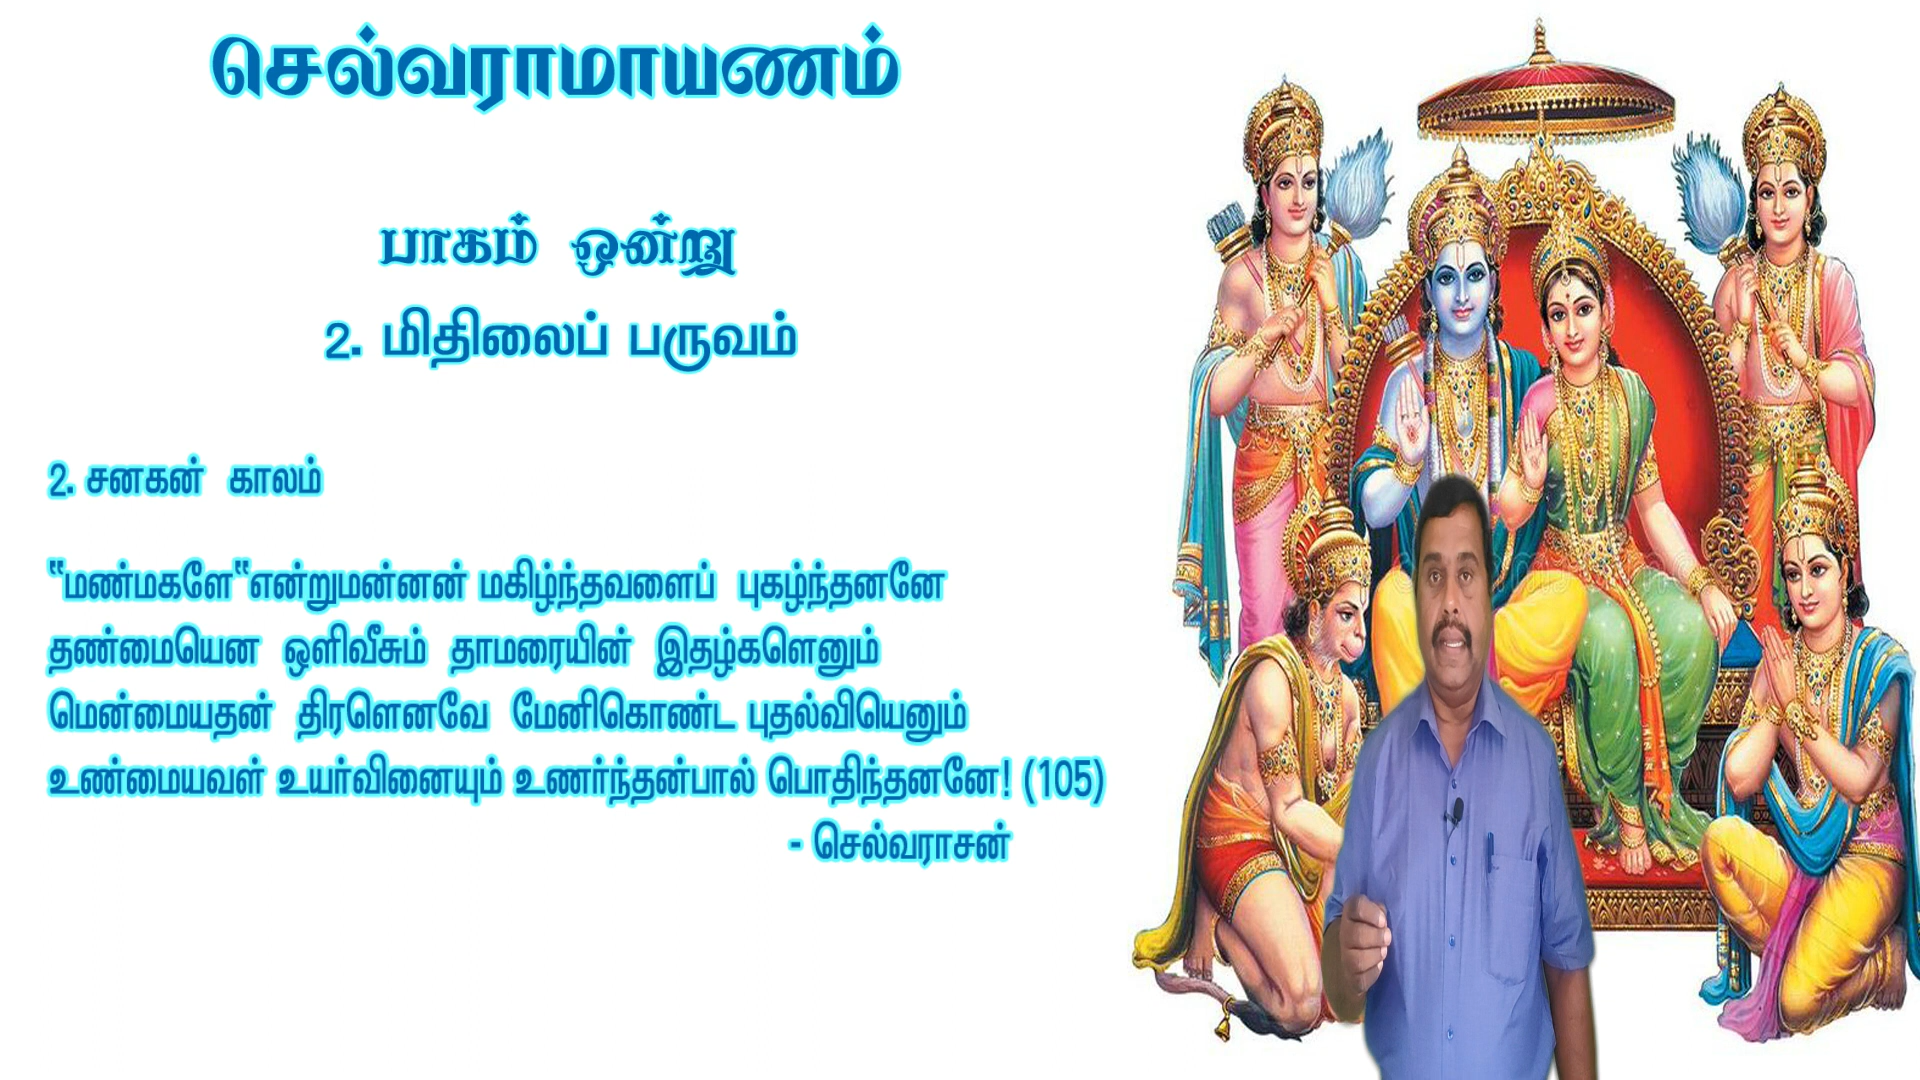 செல்வராமாயணம்
பாகம் ஒன்று
2. மிதிலைப் பருவம்
2. சனகன் காலம்
“மண்மகளே“என்றுமன்னன் மகிழ்ந்தவளைப் புகழ்ந்தனனே
தண்மையென ஒளிவீசும் தாமரையின் இதழ்களெனும்
மென்மையதன் திரளெனவே மேனிகொண்ட புதல்வியெனும்
உண்மையவள் உயர்வினையும் உணர்ந்தன்பால் பொதிந்தனனே! (105)
- செல்வராசன்